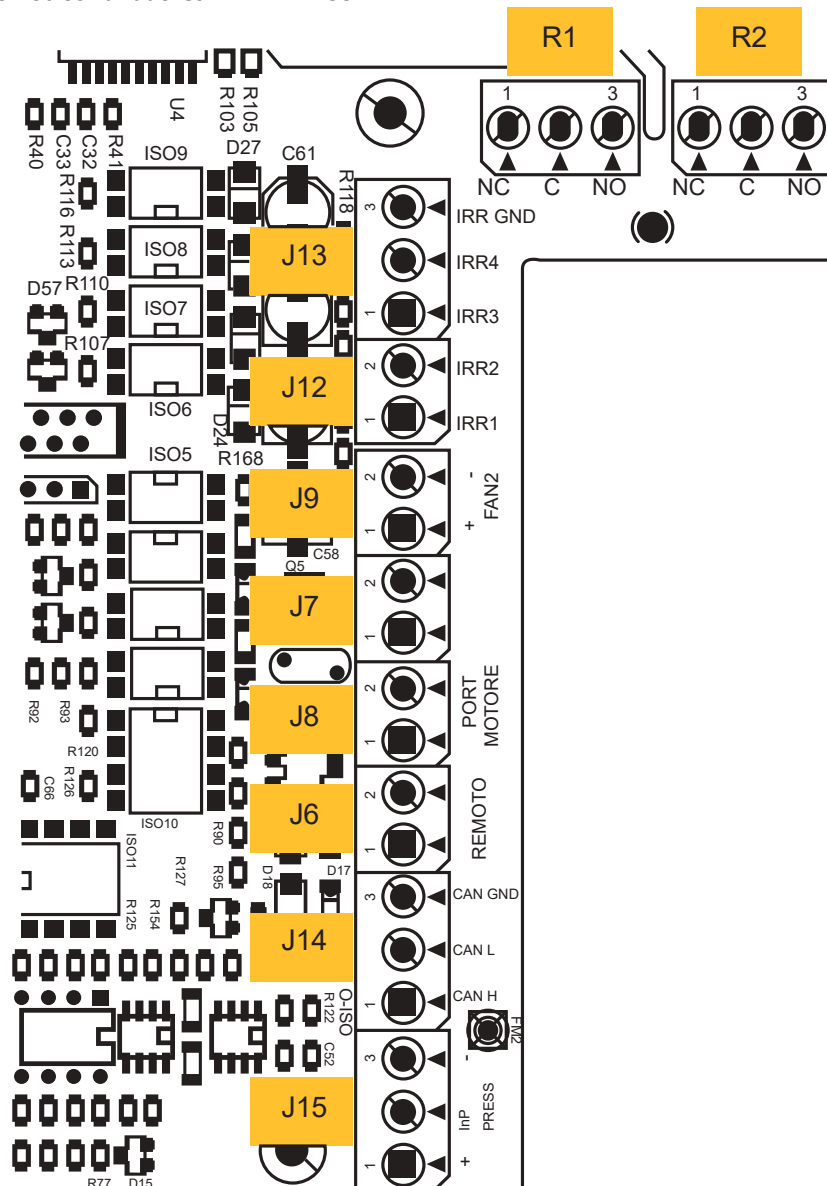 R1
R2
1
3
1
3
NC
C
NO
NC
C
NO
U4
R103
R105
R40
C33
C32
R41
ISO9
D27
C61
R118
R116
3
IRR GND
ISO8
J13
IRR4
R113
D57
R110
ISO7
1
IRR3
R107
J12
2
IRR2
ISO6
D24
1
IRR1
ISO5
R168
J9
2
-
FAN2
1
+
C58
Q5
2
J7
1
R92
R93
J8
2
PORT
MOTORE
R120
1
C66
R126
J6
2
REMOTO
ISO10
R90
1
ISO11
R127
R95
D18
D17
3
CAN GND
R125
R154
J14
CAN L
O-ISO
1
CAN H
R122
FM2
C52
3
-
J15
InP
PRESS
1
+
R77
D15